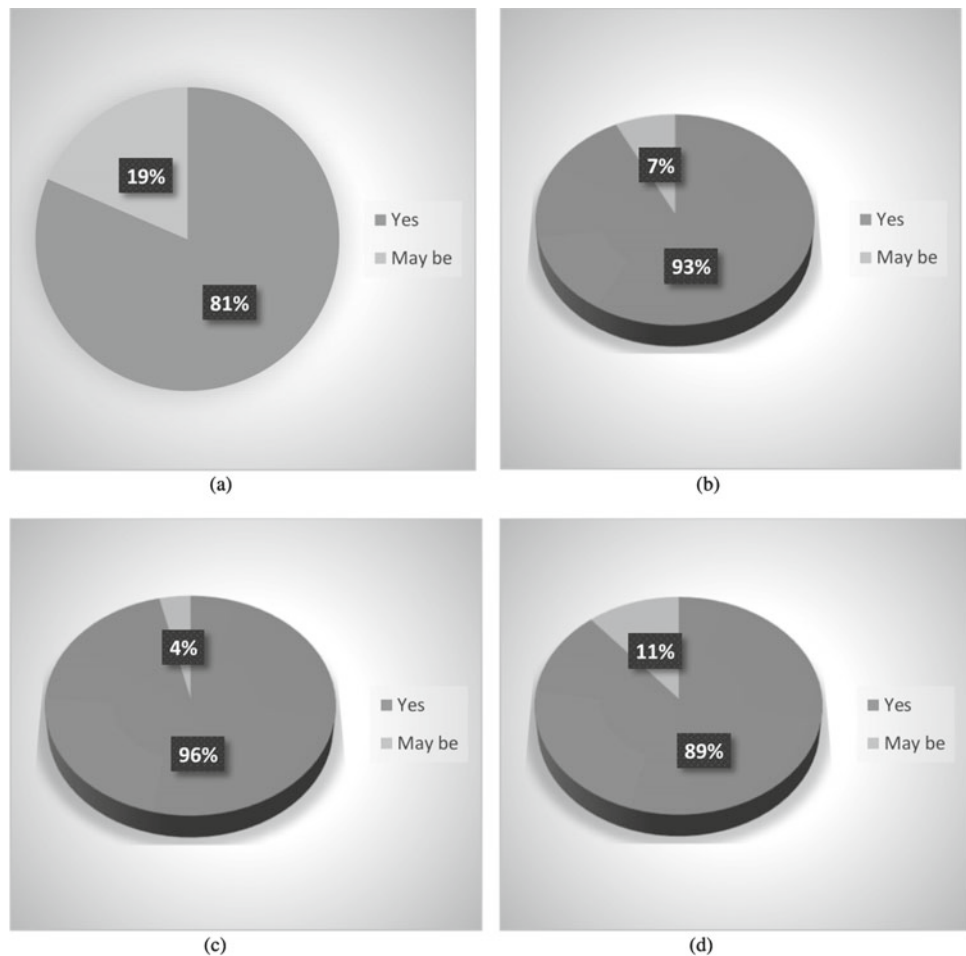 19%
81%
Yes
May be
(a)
7%
93%
Yes
May be
(b)
4%
96%
Yes
May be
(c)
11%
89%
Yes
May be
(d)